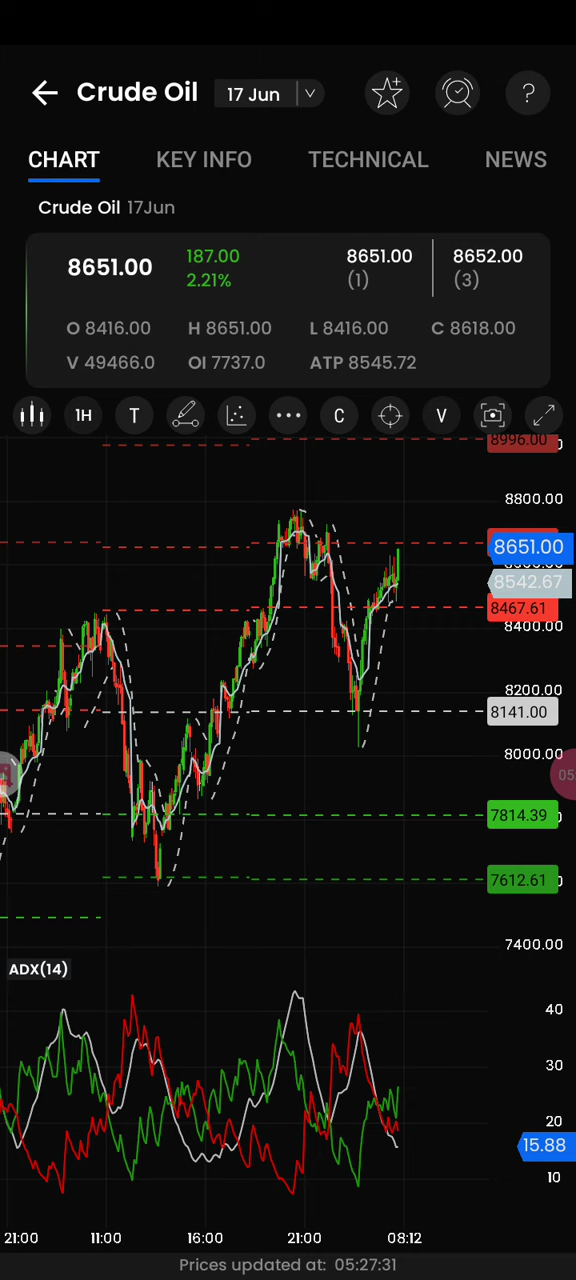 Crude Oil 17 Jun ?
CHART KEY INFO TECHNICAL NEWS
Crude Oil 17Jun
8651.00 187.00 8651.00 8652.00
2.21% (1) (3)
O 8416.00 H 8651.00 L 8416.00 C 8618.00
V 49466.0 OI 7737.0 ATP 8545.72
1H T C V
8996.00
8800.00
8651.00
8542.67
8467.61
8400.00
8200.00
8141.00
8000.00
05
7814.39
7612.61
7400.00
ADX(14)
40
30
20
15.88
10
21:00 11:00 16:00 21:00 08:12
Prices updated at: 05:27:31